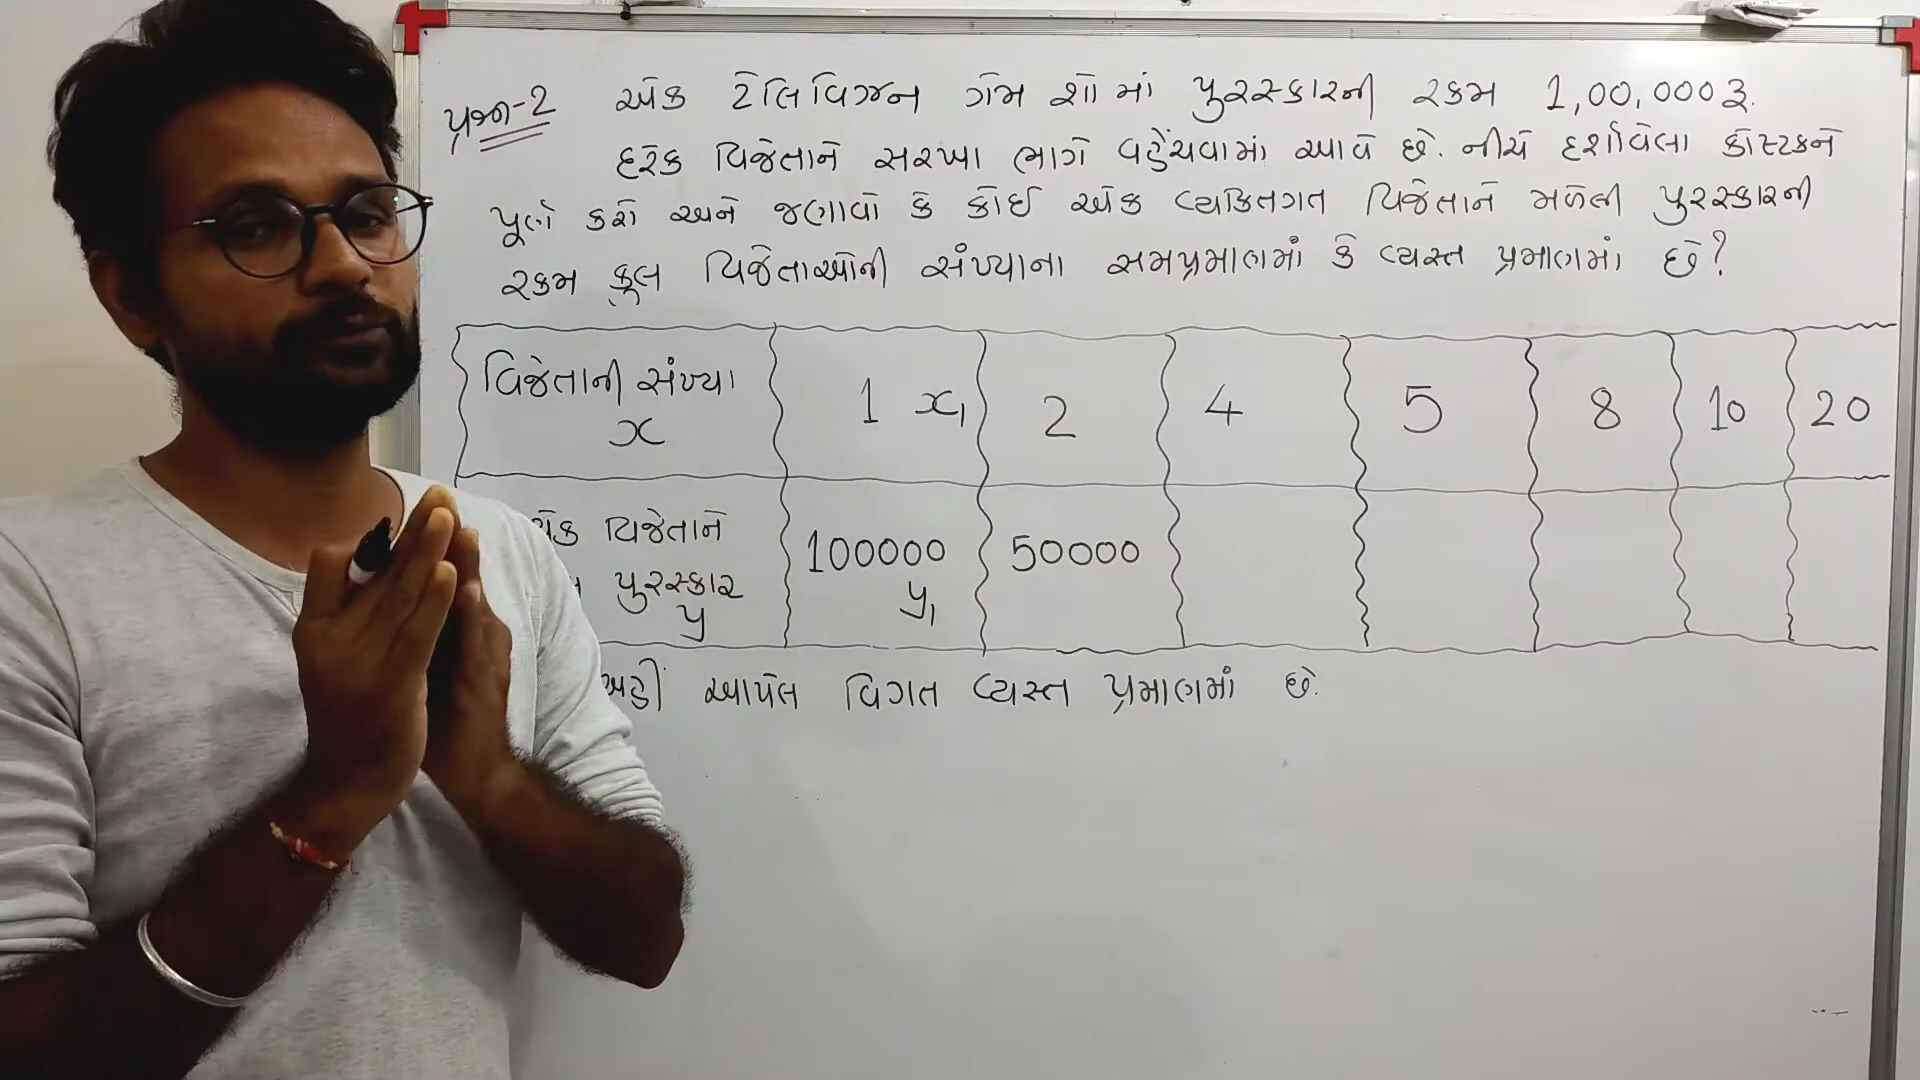 પ્રશ્ન-2 એક ટેલિવિઝન ગેમ શો માં પુરસ્કારની રકમ 1,00,000 રૂ.
દરેક વિજેતાને સરખા ભાગે વહેંચવામાં આવે છે. નીચે દર્શાવેલા કોષ્ટકને
પૂર્ણ કરો અને જણાવો કે કોઈ એક વ્યક્તિગત વિજેતાને મળેલી પુરસ્કારની
રકમ કુલ વિજેતાઓની સંખ્યાના સમપ્રમાણમાં કે વ્યસ્ત પ્રમાણમાં છે?
વિજેતાની સંખ્યા x 1 x₁ 2 4 5 8 10 20
વિજેતાને પુરસ્કાર y 100000 y₁ 50000
અહીં આપેલ વિગત વ્યસ્ત પ્રમાણમાં છે.